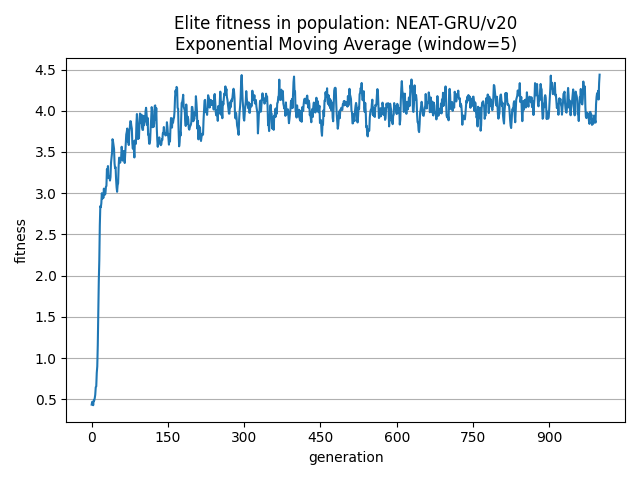 Elite fitness in population: NEAT-GRU/v20
Exponential Moving Average (window=5)
fitness
4.5
4.0
3.5
3.0
2.5
2.0
1.5
1.0
0.5
0 150 300 450 600 750 900
generation